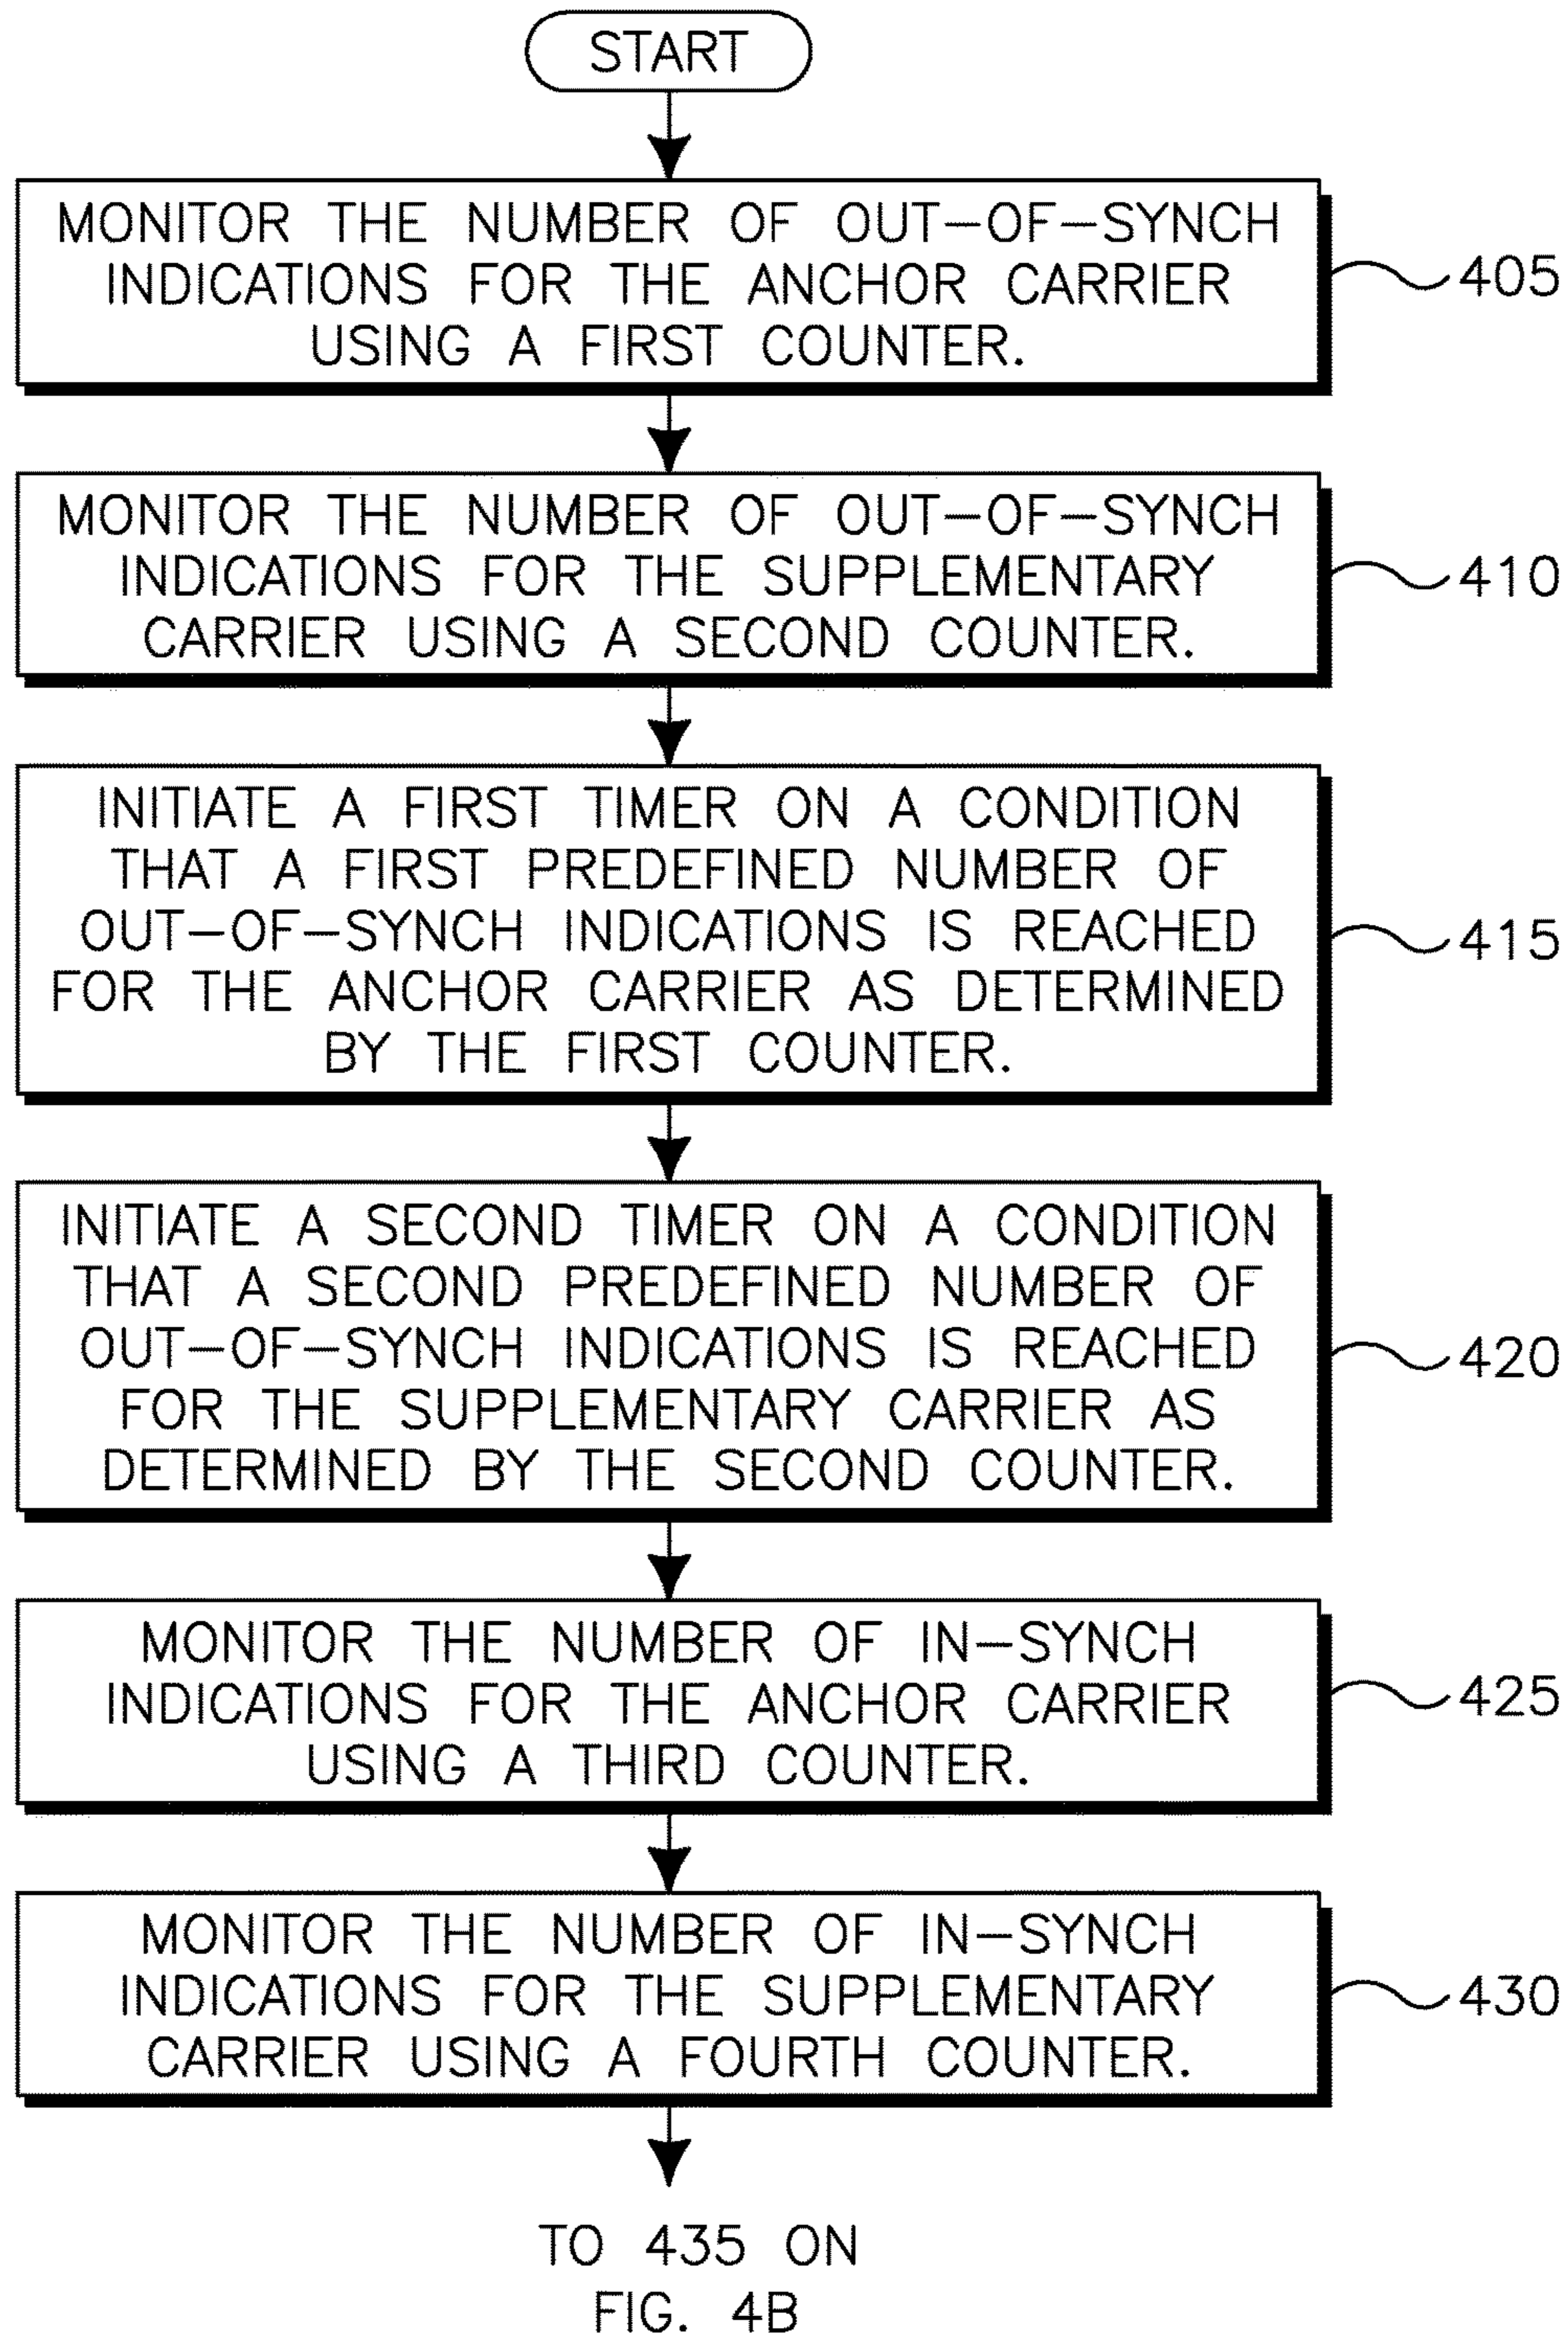 START
MONITOR THE NUMBER OF OUT-OF-SYNCH
INDICATIONS FOR THE ANCHOR CARRIER
USING A FIRST COUNTER.
405
MONITOR THE NUMBER OF OUT-OF-SYNCH
INDICATIONS FOR THE SUPPLEMENTARY
CARRIER USING A SECOND COUNTER.
410
INITIATE A FIRST TIMER ON A CONDITION
THAT A FIRST PREDEFINED NUMBER OF
OUT-OF-SYNCH INDICATIONS IS REACHED
FOR THE ANCHOR CARRIER AS DETERMINED
BY THE FIRST COUNTER.
415
INITIATE A SECOND TIMER ON A CONDITION
THAT A SECOND PREDEFINED NUMBER OF
OUT-OF-SYNCH INDICATIONS IS REACHED
FOR THE SUPPLEMENTARY CARRIER AS
DETERMINED BY THE SECOND COUNTER.
420
MONITOR THE NUMBER OF IN-SYNCH
INDICATIONS FOR THE ANCHOR CARRIER
USING A THIRD COUNTER.
425
MONITOR THE NUMBER OF IN-SYNCH
INDICATIONS FOR THE SUPPLEMENTARY
CARRIER USING A FOURTH COUNTER.
430
TO 435 ON
FIG. 4B